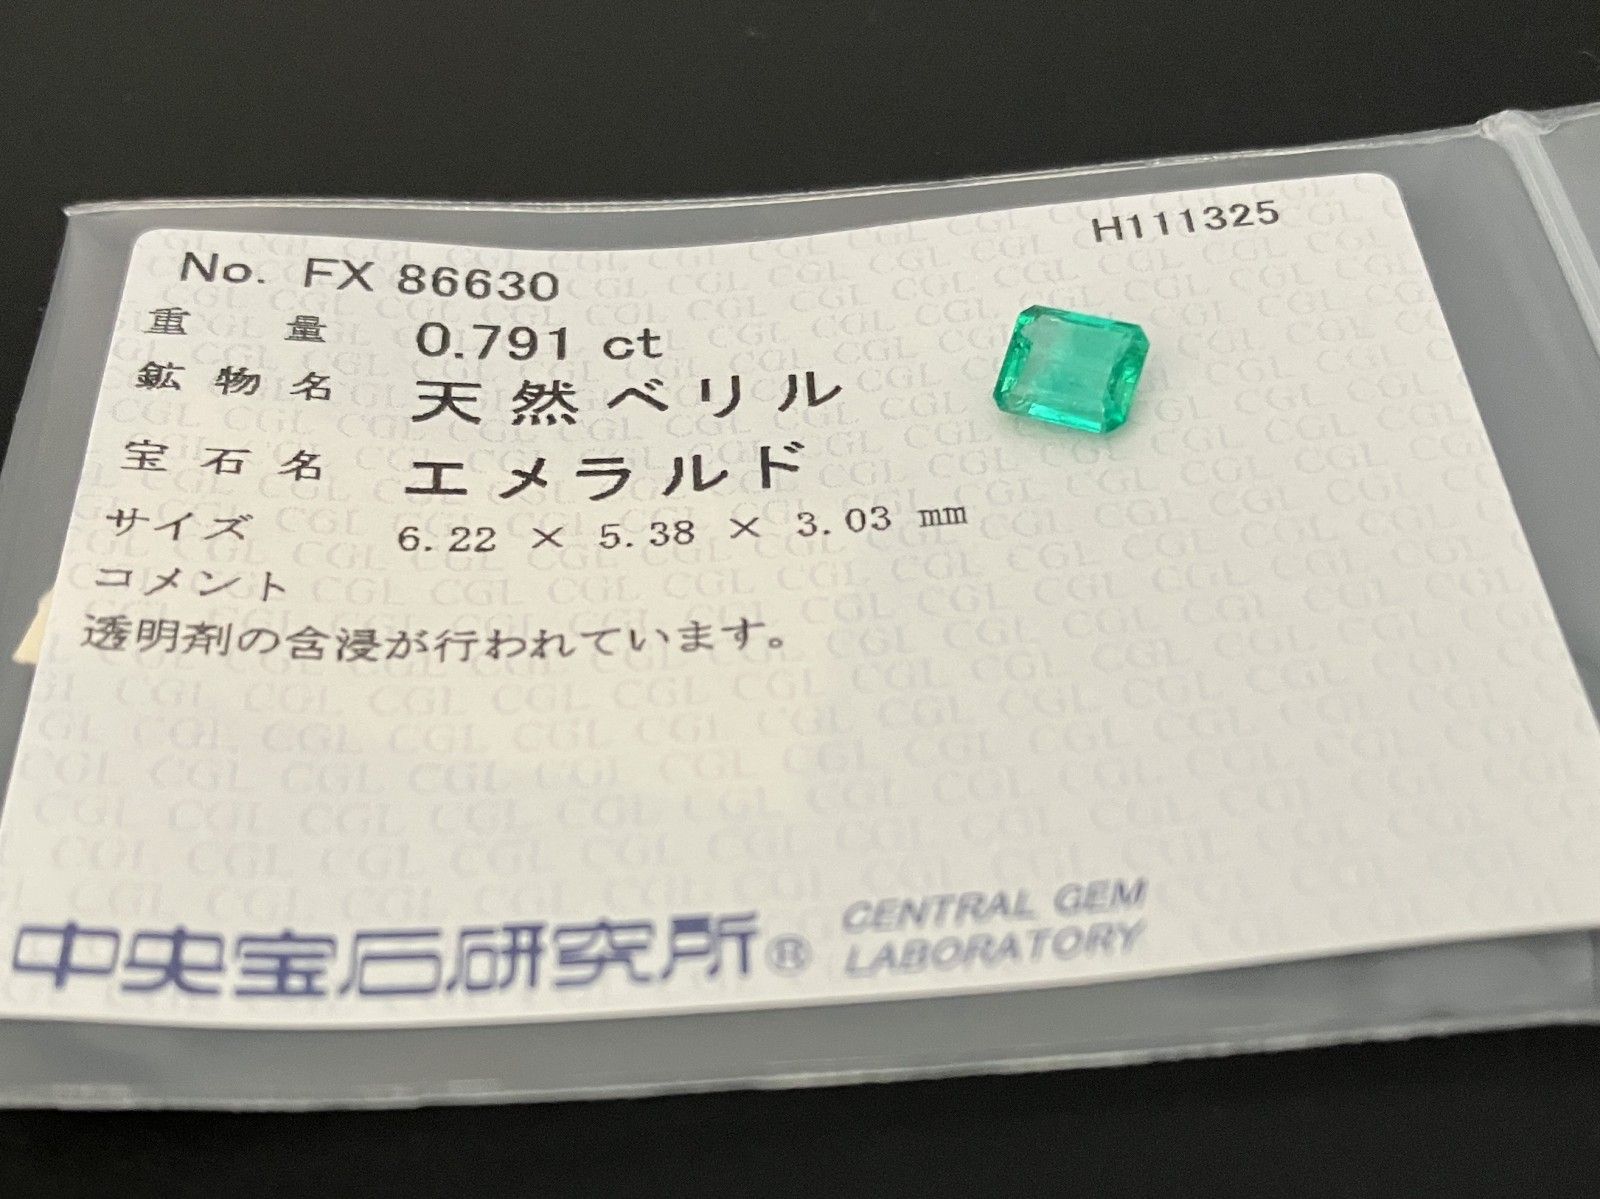 H111325
No. FX 86630
重量 0.791 ct
鉱物名 天然ベリル
宝石名 エメラルド
サイズ 6.22 × 5.38 × 3.03 mm
コメント
透明剤の含浸が行われています。
中央宝石研究所® CENTRAL GEM
LABORATORY